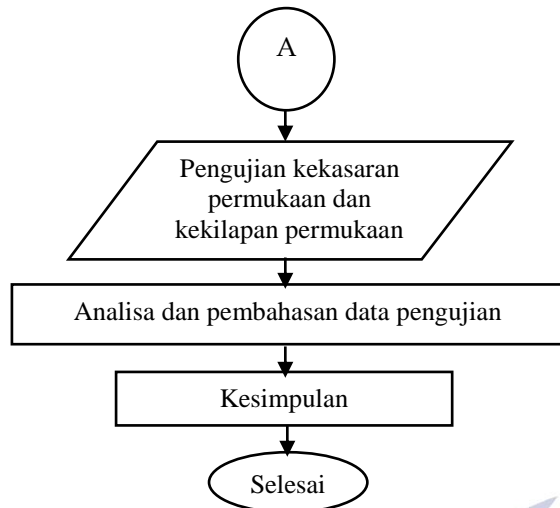 A
Pengujian kekasaran
permukaan dan
kekilapan permukaan
Analisa dan pembahasan data pengujian
Kesimpulan
Selesai